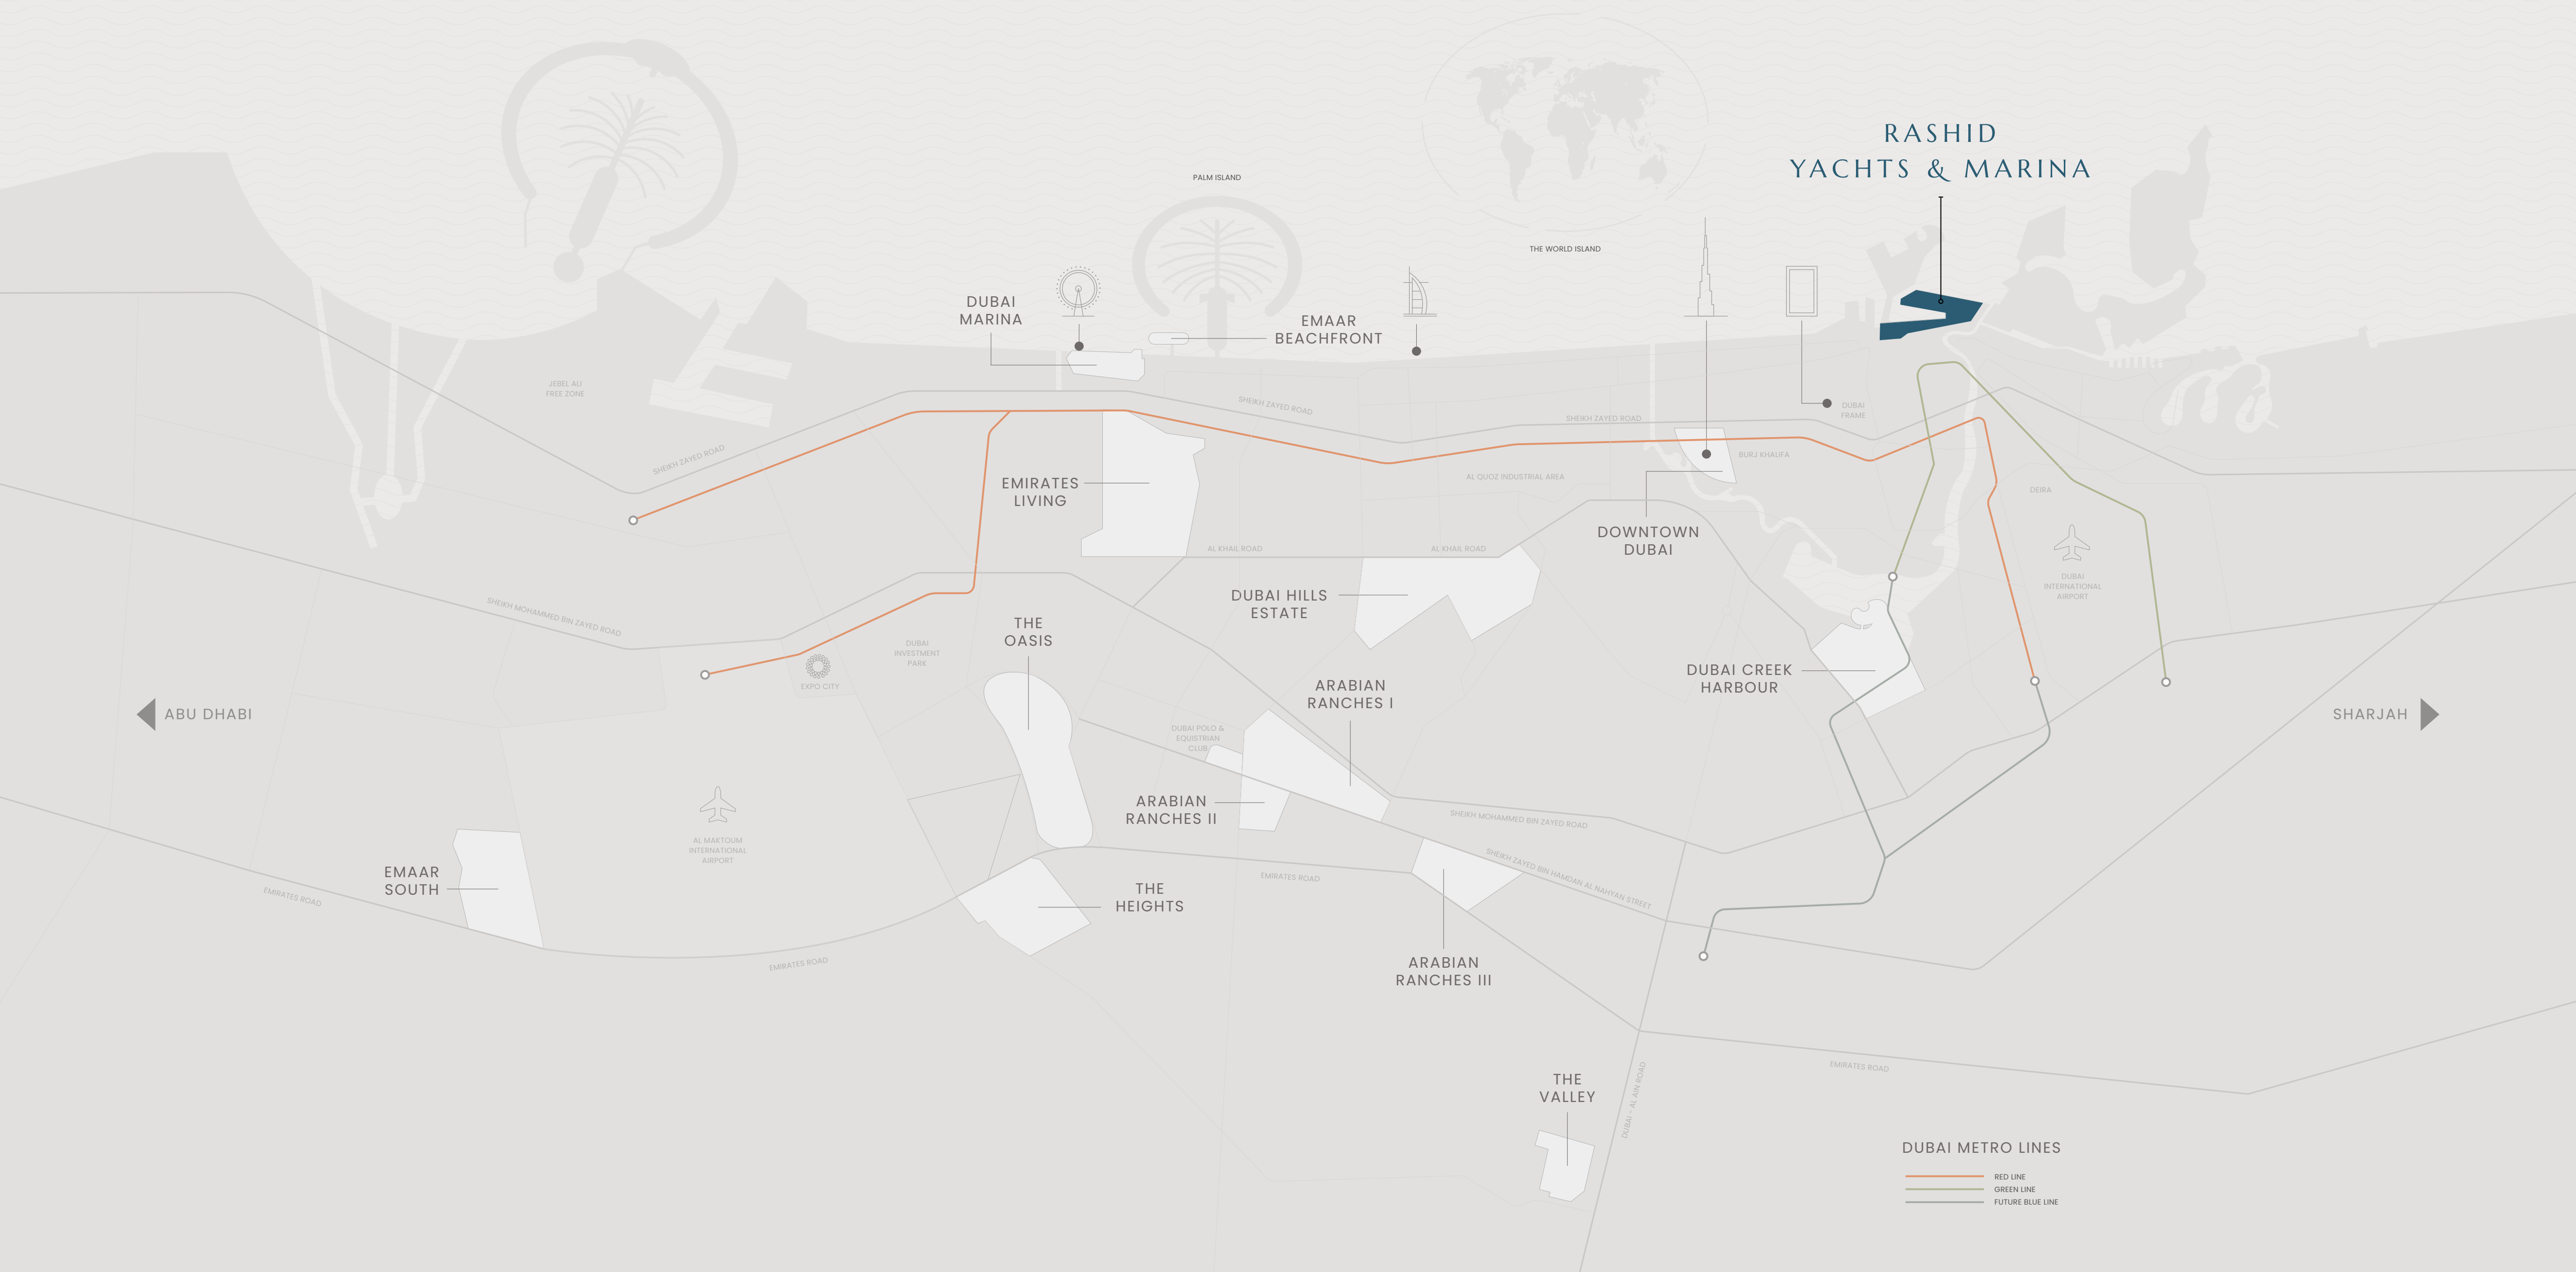 RASHID
YACHTS & MARINA
PALM ISLAND
THE WORLD ISLAND
DUBAI
MARINA
EMAAR
BEACHFRONT
JEBEL ALI
FREE ZONE
SHEIKH ZAYED ROAD
SHEIKH ZAYED ROAD
SHEIKH ZAYED ROAD
DUBAI
FRAME
BURJ KHALIFA
AL QUOZ INDUSTRIAL AREA
EMIRATES
LIVING
DEIRA
DOWNTOWN
DUBAI
AL KHAIL ROAD
AL KHAIL ROAD
DUBAI
INTERNATIONAL
AIRPORT
DUBAI HILLS
ESTATE
SHEIKH MOHAMMED BIN ZAYED ROAD
THE
OASIS
DUBAI
INVESTMENT
PARK
EXPO CITY
DUBAI CREEK
HARBOUR
ARABIAN
RANCHES I
ABU DHABI
SHARJAH
DUBAI POLO &
EQUISTRIAN
CLUB
ARABIAN
RANCHES II
SHEIKH MOHAMMED BIN ZAYED ROAD
AL MAKTOUM
INTERNATIONAL
AIRPORT
SHEIKH ZAYED BIN HAMDAN AL NAHYAN STREET
EMAAR
SOUTH
EMIRATES ROAD
EMIRATES ROAD
THE
HEIGHTS
EMIRATES ROAD
ARABIAN
RANCHES III
EMIRATES ROAD
THE
VALLEY
DUBAI - AL AIN ROAD
DUBAI METRO LINES
RED LINE
GREEN LINE
FUTURE BLUE LINE